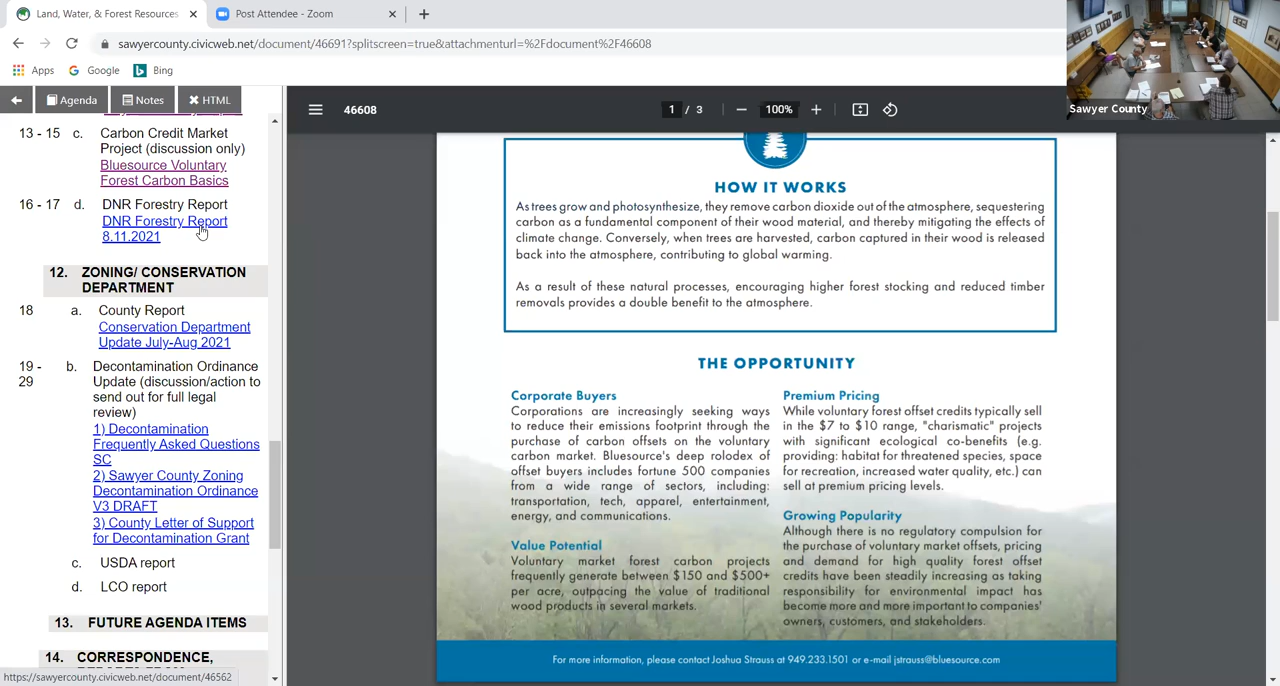 Land, Water, & Forest Resources
Post Attendee - Zoom
sawyercounty.civicweb.net/document/46691?splitscreen=true&attachmenturl=%2Fdocument%2F46608
Apps
Google
Bing
Sawyer County
Agenda
Notes
HTML
13 - 15 c. Carbon Credit Market
Project (discussion only)
Bluesource Voluntary
Forest Carbon Basics
16 - 17 d. DNR Forestry Report
DNR Forestry Report
8.11.2021
12. ZONING/ CONSERVATION
DEPARTMENT
18 a. County Report
Conservation Department
Update July-Aug 2021
19 - b. Decontamination Ordinance
29 Update (discussion/action to
send out for full legal
review)
1) Decontamination
Frequently Asked Questions
SC
2) Sawyer County Zoning
Decontamination Ordinance
V3 DRAFT
3) County Letter of Support
for Decontamination Grant
c. USDA report
d. LCO report
13. FUTURE AGENDA ITEMS
14. CORRESPONDENCE,
https://sawyercounty.civicweb.net/document/46562
46608
1 / 3
100%
HOW IT WORKS
As trees grow and photosynthesize, they remove carbon dioxide out of the atmosphere, sequestering
carbon as a fundamental component of their wood material, and thereby mitigating the effects of
climate change. Conversely, when trees are harvested, carbon captured in their wood is released
back into the atmosphere, contributing to global warming.
As a result of these natural processes, encouraging higher forest stocking and reduced timber
removals provides a double benefit to the atmosphere.
THE OPPORTUNITY
Corporate Buyers
Corporations are increasingly seeking ways
to reduce their emissions footprint through the
purchase of carbon offsets on the voluntary
carbon market. Bluesource's deep rolodex of
offset buyers includes fortune 500 companies
from a wide range of sectors, including:
transportation, tech, apparel, entertainment,
energy, and communications.
Value Potential
Voluntary market forest carbon projects
frequently generate between $150 and $500+
per acre, outpacing the value of traditional
wood products in several markets.
Premium Pricing
While voluntary forest offset credits typically sell
in the $7 to $10 range, "charismatic" projects
with significant ecological co-benefits (e.g.
providing: habitat for threatened species, space
for recreation, increased water quality, etc.) can
sell at premium pricing levels.
Growing Popularity
Although there is no regulatory compulsion for
the purchase of voluntary market offsets, pricing
and demand for high quality forest offset
credits have been steadily increasing as taking
responsibility for environmental impact has
become more and more important to companies'
owners, customers, and stakeholders.
For more information, please contact Joshua Strauss at 949.233.1501 or e-mail jstrauss@bluesource.com